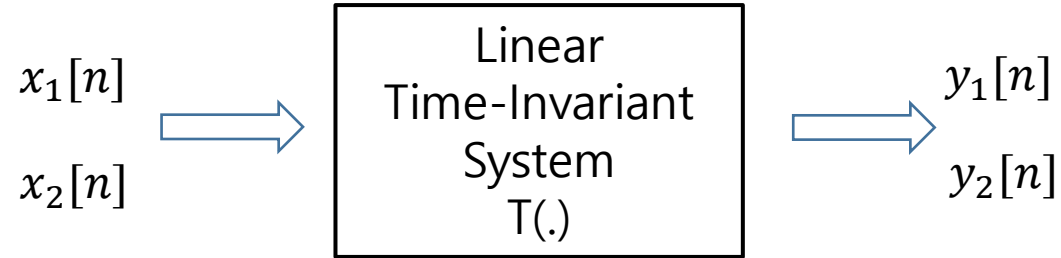 x₁[n]
x₂[n]
Linear
Time-Invariant
System
T(.)
y₁[n]
y₂[n]